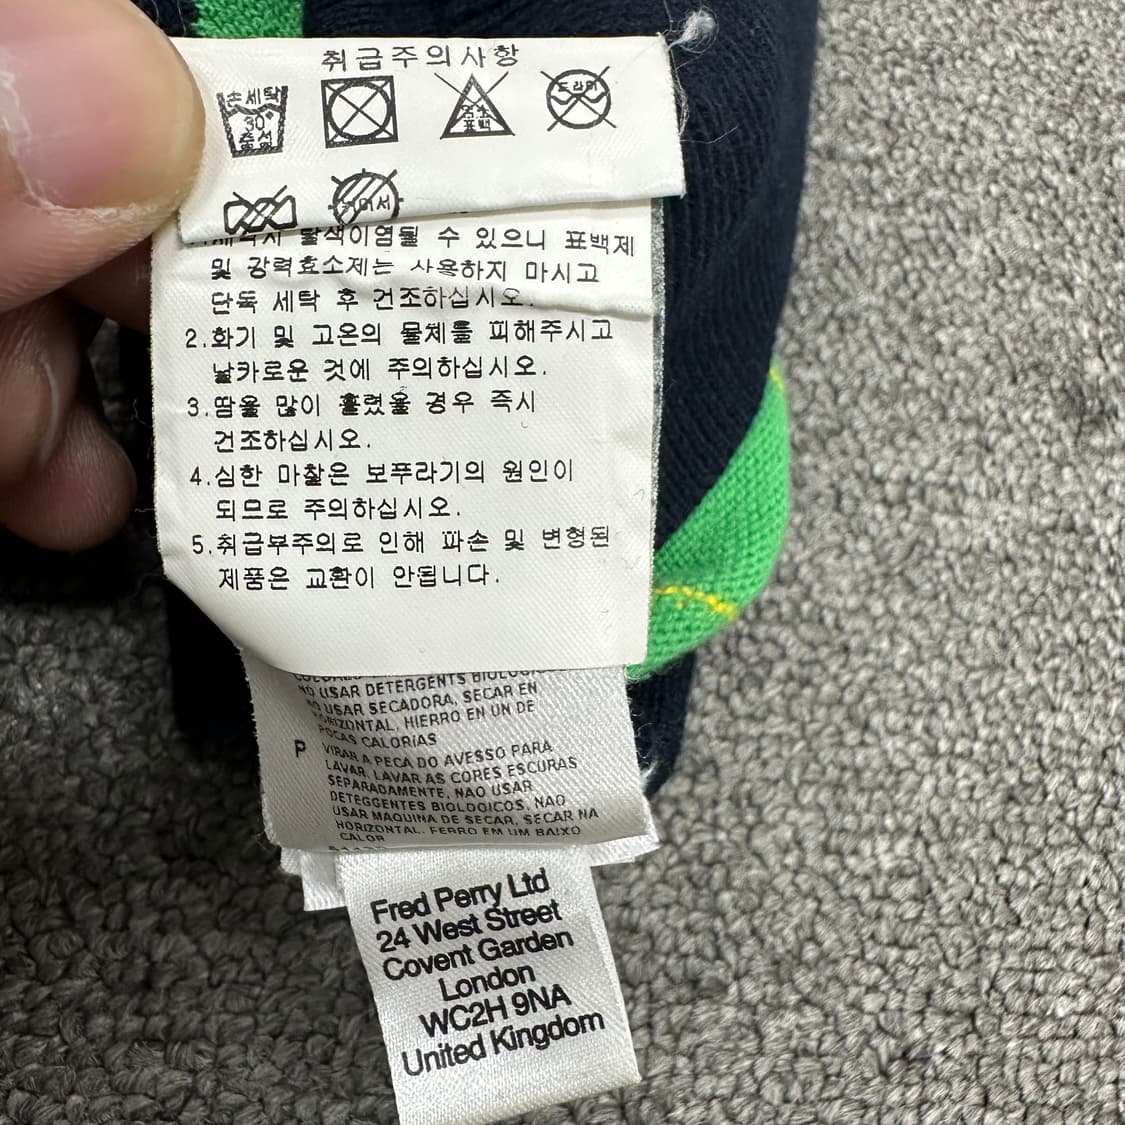 취급주의사항
손세탁
30°
중성
염소
표백
드라이
및 강력효소제는 사용하지 마시고
탈색이염될 수 있으니 표백제
단독 세탁 후 건조하십시오.
2.화기 및 고온의 물체를 피해주시고
날카로운 것에 주의하십시오.
3.땀을 많이 흘렸을 경우 즉시
건조하십시오.
4.심한 마찰은 보푸라기의 원인이
되므로 주의하십시오.
5.취급부주의로 인해 파손 및 변형된
제품은 교환이 안됩니다.
NO USAR DETERGENTS
NO USAR SECADORA, SECAR EN
HORIZONTAL, HIERRO EN UN DE
POCAS CALORIAS
P VIRAR A PECA DO AVESSO PARA
LAVAR. LAVAR AS CORES ESCURAS
SEPARADAMENTE, NAO USAR
DETEGGENTES BIOLOGICOS, NAO
USAR MAQUINA DE SECAR, SECAR NA
HORIZONTAL. FERRO EM UM BAIXO
CALOR
Fred Perry Ltd
24 West Street
Covent Garden
London
WC2H 9NA
United Kingdom